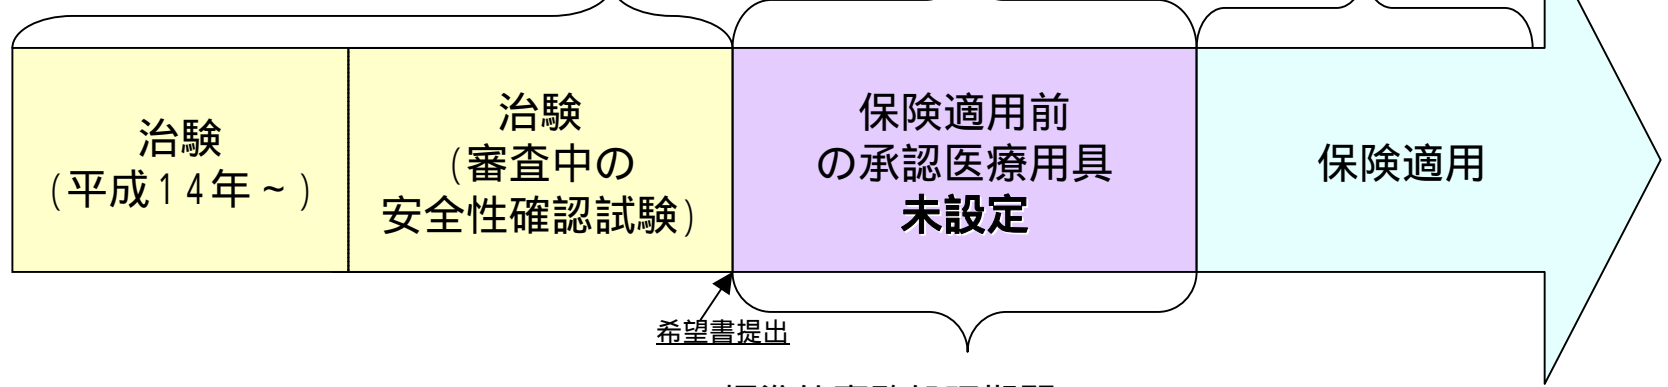 治験
(平成14年~)
治験
(審査中の
安全性確認試験)
保険適用前
の承認医療用具
未設定
保険適用
希望書提出